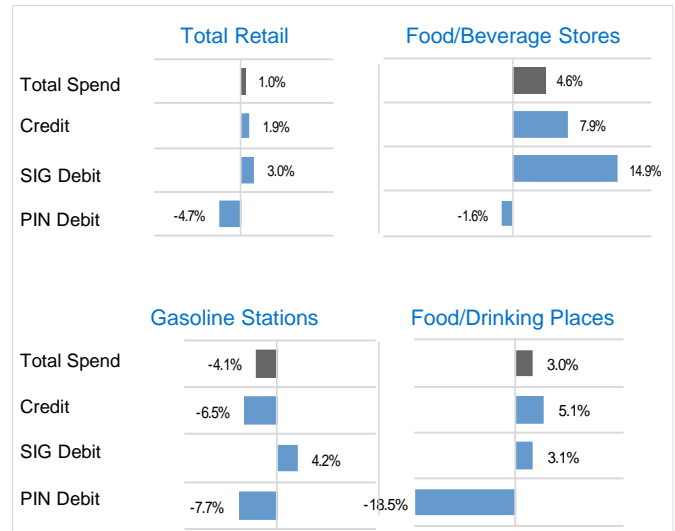 Total Retail Food/Beverage Stores
Total Spend 1.0% 4.6%
Credit 1.9% 7.9%
SIG Debit 3.0% 14.9%
PIN Debit -4.7% -1.6%
Gasoline Stations Food/Drinking Places
Total Spend -4.1% 3.0%
Credit -6.5% 5.1%
SIG Debit 4.2% 3.1%
PIN Debit -7.7% -18.5%